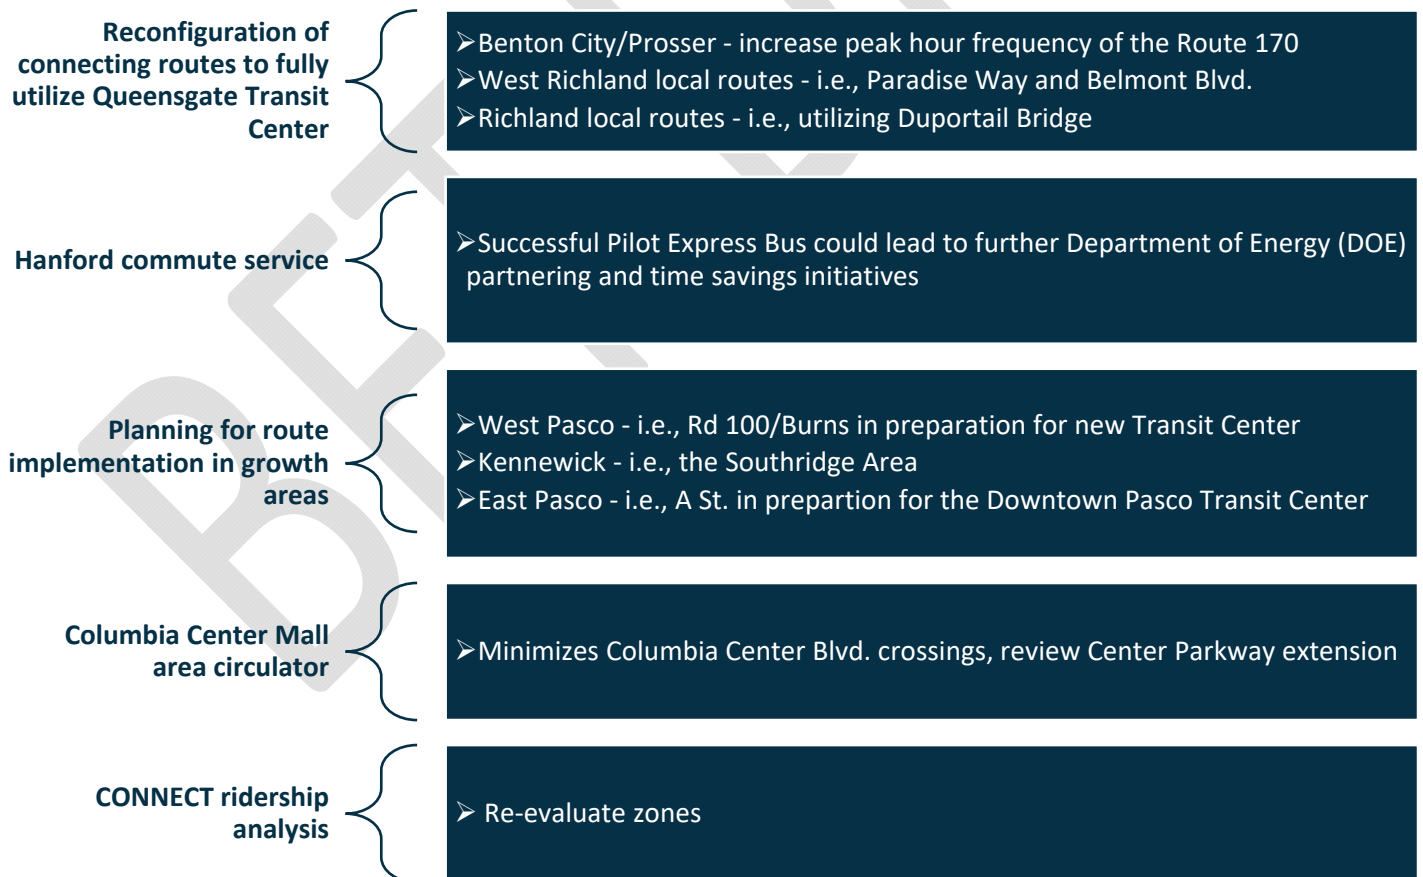 Reconfiguration of
connecting routes to fully
utilize Queensgate Transit
Center
➢Benton City/Prosser - increase peak hour frequency of the Route 170
➢West Richland local routes - i.e., Paradise Way and Belmont Blvd.
➢Richland local routes - i.e., utilizing Duportail Bridge
Hanford commute service
➢Successful Pilot Express Bus could lead to further Department of Energy (DOE)
partnering and time savings initiatives
Planning for route
implementation in growth
areas
➢West Pasco - i.e., Rd 100/Burns in preparation for new Transit Center
➢Kennewick - i.e., the Southridge Area
➢East Pasco - i.e., A St. in prepartion for the Downtown Pasco Transit Center
Columbia Center Mall
area circulator
➢Minimizes Columbia Center Blvd. crossings, review Center Parkway extension
CONNECT ridership
analysis
➢ Re-evaluate zones